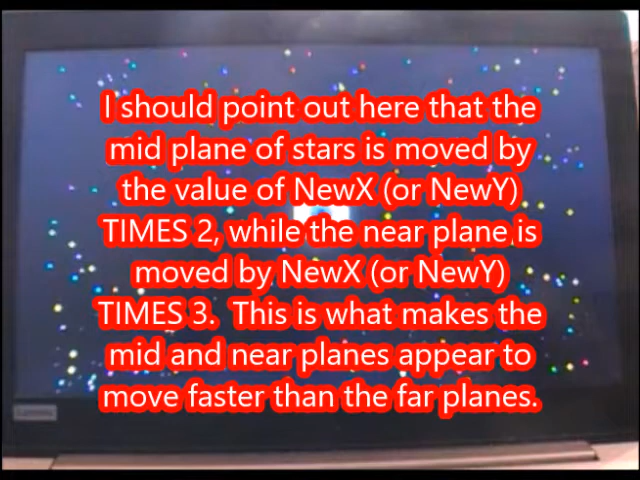 I should point out here that the
mid plane of stars is moved by
the value of NewX (or NewY)
TIMES 2, while the near plane is
moved by NewX (or NewY)
TIMES 3.  This is what makes the
mid and near planes appear to
move faster than the far planes.
Lenovo